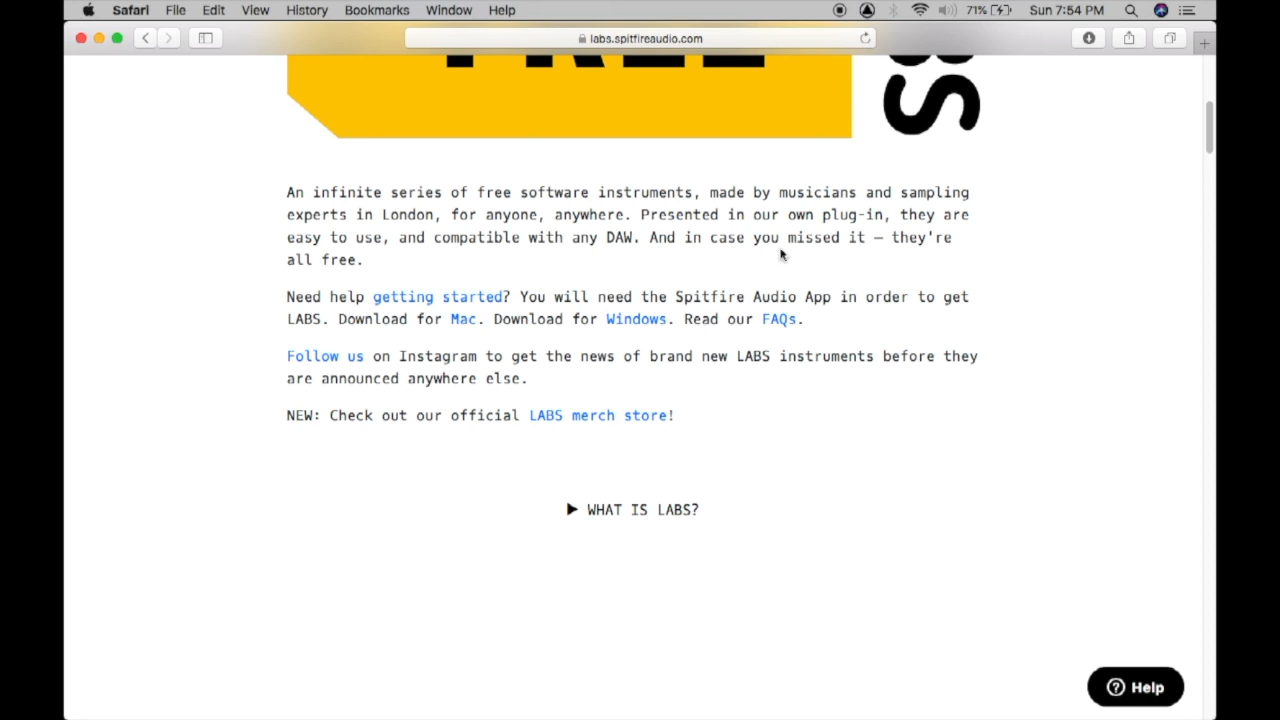 Safari File Edit View History Bookmarks Window Help 71% Sun 7:54 PM
labs.spitfireaudio.com
FREE
An infinite series of free software instruments, made by musicians and sampling
experts in London, for anyone, anywhere. Presented in our own plug-in, they are
easy to use, and compatible with any DAW. And in case you missed it – they're
all free.
Need help getting started? You will need the Spitfire Audio App in order to get
LABS. Download for Mac. Download for Windows. Read our FAQs.
Follow us on Instagram to get the news of brand new LABS instruments before they
are announced anywhere else.
NEW: Check out our official LABS merch store!
▶ WHAT IS LABS?
Help